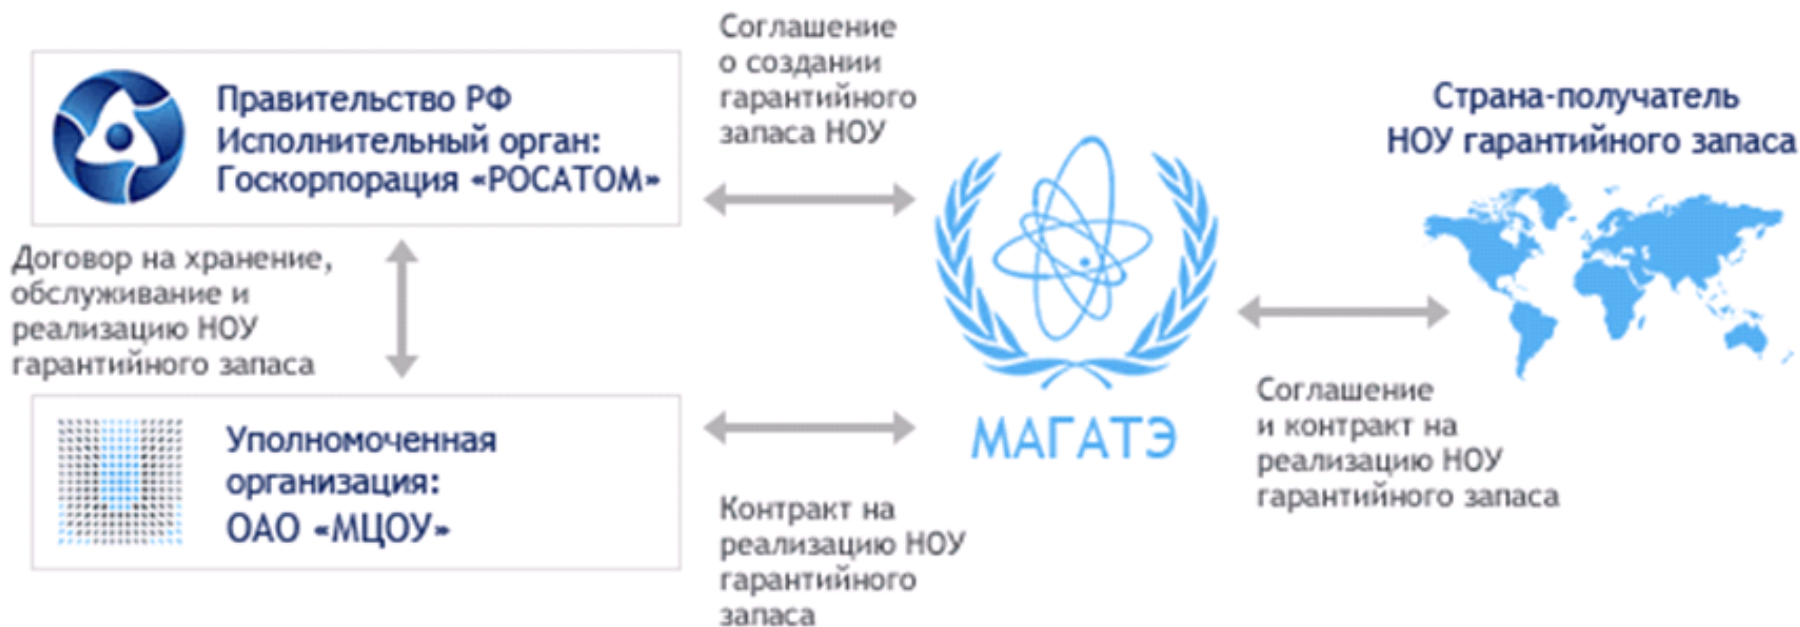 Соглашение
о создании
гарантийного
запаса НОУ
Правительство РФ
Исполнительный орган:
Госкорпорация «РОСАТОМ»
Страна-получатель
НОУ гарантийного запаса
Договор на хранение,
обслуживание и
реализацию НОУ
гарантийного запаса
Уполномоченная
организация:
ОАО «МЦОУ»
МАГАТЭ
Контракт на
реализацию НОУ
гарантийного
запаса
Соглашение
и контракт на
реализацию НОУ
гарантийного запаса